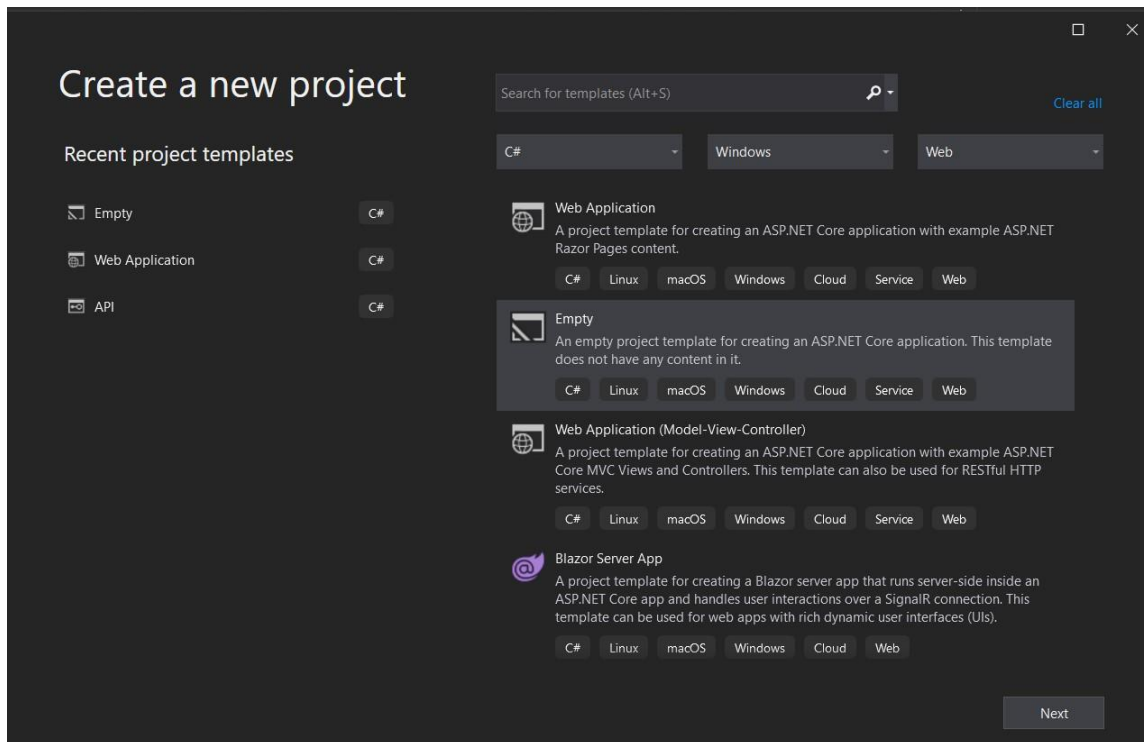 Create a new project
Search for templates (Alt+S)
Clear all
Recent project templates
C#
Windows
Web
Empty
C#
Web Application
C#
API
C#
Web Application
A project template for creating an ASP.NET Core application with example ASP.NET
Razor Pages content.
C# Linux macOS Windows Cloud Service Web
Empty
An empty project template for creating an ASP.NET Core application. This template
does not have any content in it.
C# Linux macOS Windows Cloud Service Web
Web Application (Model-View-Controller)
A project template for creating an ASP.NET Core application with example ASP.NET
Core MVC Views and Controllers. This template can also be used for RESTful HTTP
services.
C# Linux macOS Windows Cloud Service Web
Blazor Server App
A project template for creating a Blazor server app that runs server-side inside an
ASP.NET Core app and handles user interactions over a SignalR connection. This
template can be used for web apps with rich dynamic user interfaces (UIs).
C# Linux macOS Windows Cloud Web
Next